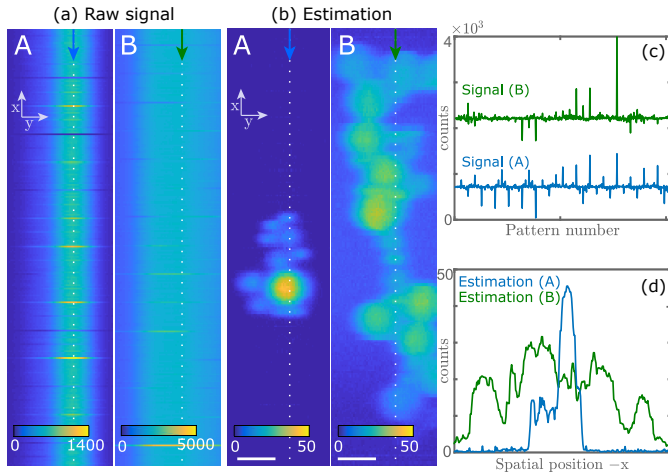 (a) Raw signal
(b) Estimation
A
B
A
B
x
y
x
y
0
1400
0
5000
0
50
0
50
4 ×10³
(c)
Signal (B)
counts
Signal (A)
0
Pattern number
50
Estimation (A)
(d)
Estimation (B)
counts
0
Spatial position −x